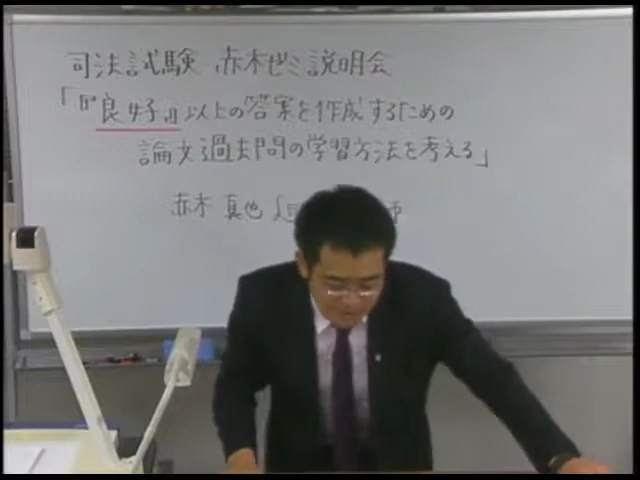 司法試験 赤木ゼミ説明会
「『良好』以上の答案を作成するための
論文過去問の学習方法を考える」
赤木 真也